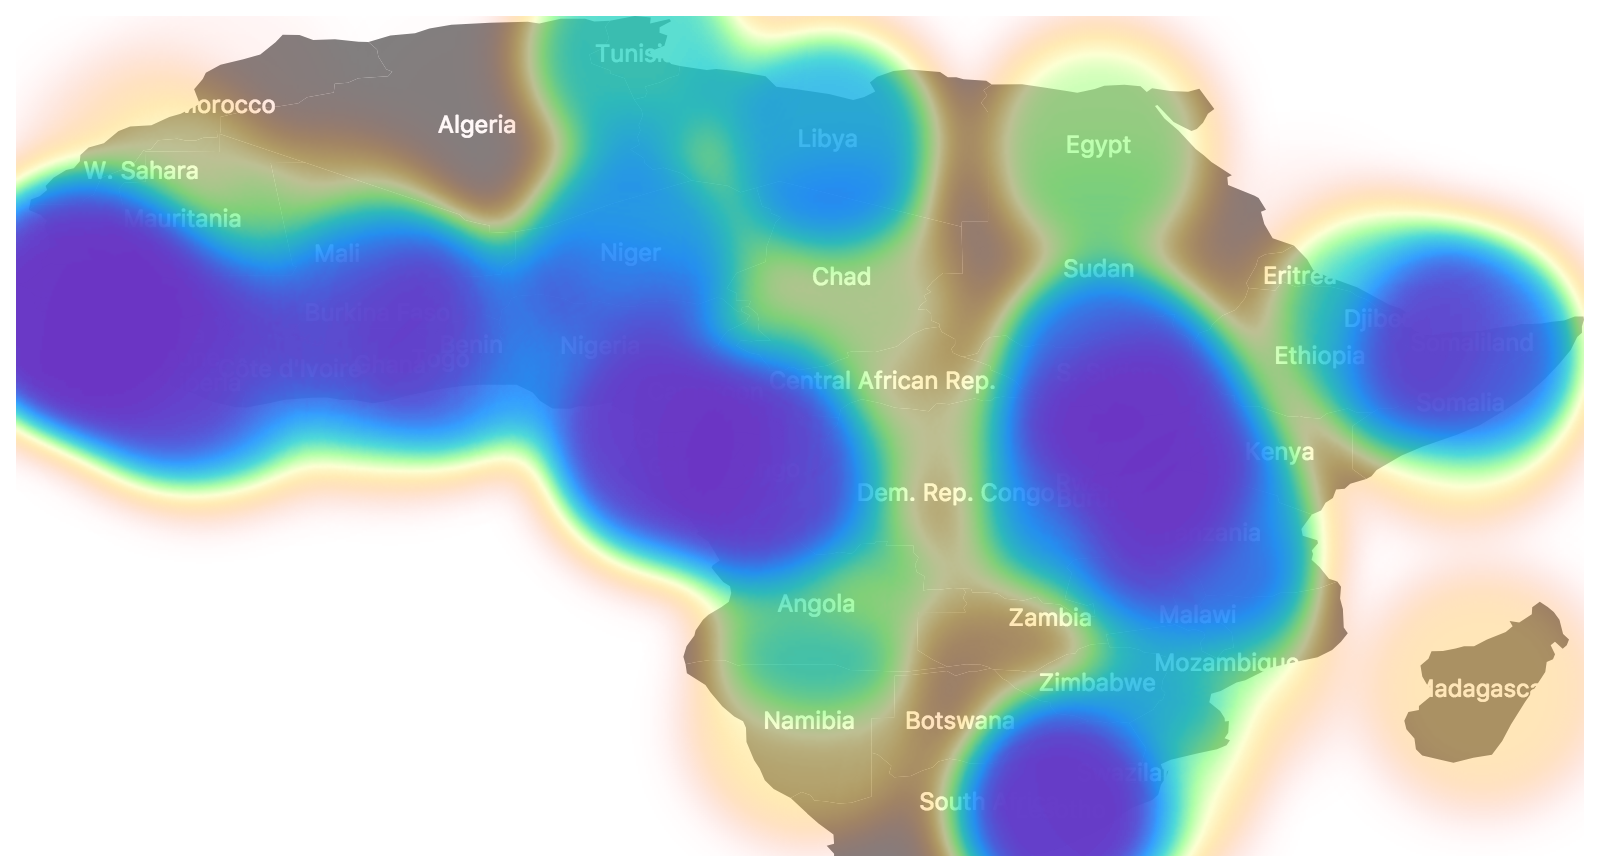 Tunisi
Morocco
Algeria
Libya
Egypt
W. Sahara
Mauritania
Mali
Niger
Chad
Sudan
Eritrea
Burkina Faso
Djibo
Benin
Nigeria
Somaliland
Ethiopia
Côte d'Ivoire
Ghana
Togo
Central African Rep.
Somalia
Kenya
Dem. Rep. Congo
Angola
Zambia
Malawi
Mozambique
Zimbabwe
Madagasca
Namibia
Botswana
South